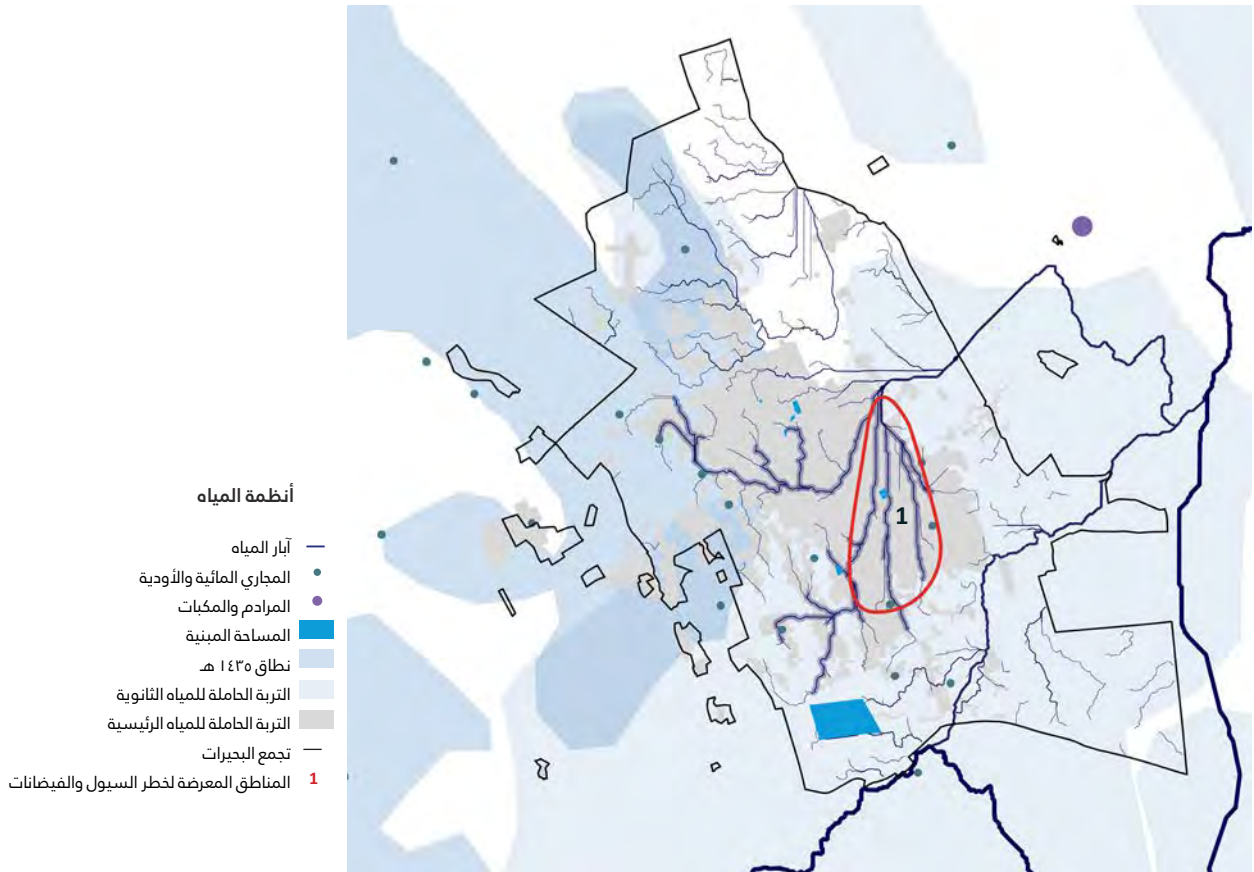 أنظمة المياه
آبار المياه
المجاري المائية والأودية
المرادم والمكبات
المساحة المبنية
نطاق ١٤٣٥ هـ
التربة الحاملة للمياه الثانوية
التربة الحاملة للمياه الرئيسية
تجمع البحيرات
1 المناطق المعرضة لخطر السيول والفيضانات
1